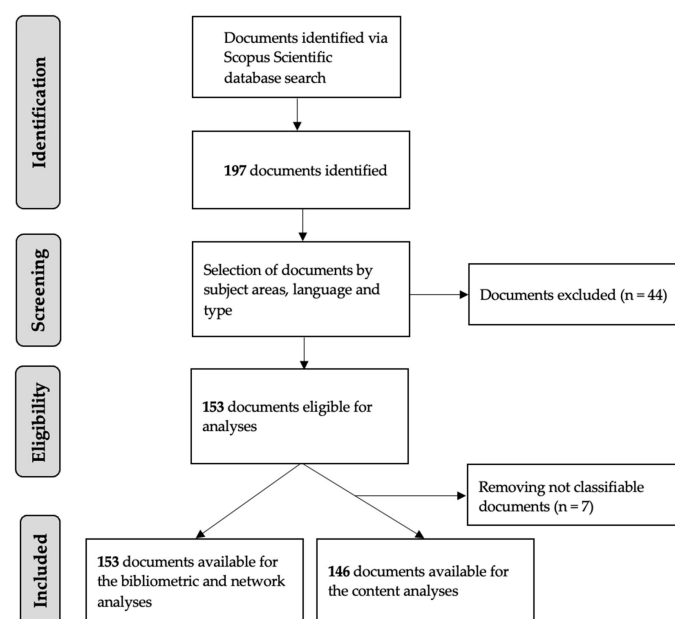 Identification
Documents identified via
Scopus Scientific
database search
197 documents identified
Screening
Selection of documents by
subject areas, language and
type
Documents excluded (n = 44)
Eligibility
153 documents eligible for
analyses
Removing not classifiable
documents (n = 7)
Included
153 documents available for
the bibliometric and network
analyses
146 documents available for
the content analyses